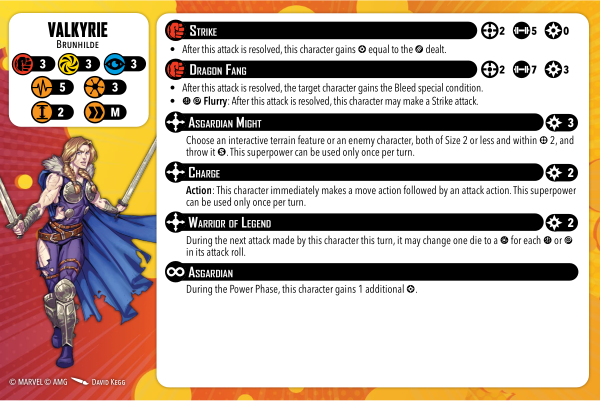 VALKYRIE
BRUNHILDE
3 3 3
5 3
2 M
© MARVEL © AMG DAVID KEGG
STRIKE 2 5 0
• After this attack is resolved, this character gains equal to the dealt.
DRAGON FANG 2 7 3
• After this attack is resolved, the target character gains the Bleed special condition.
• Flurry: After this attack is resolved, this character may make a Strike attack.
ASGARDIAN MIGHT 3
Choose an interactive terrain feature or an enemy character, both of Size 2 or less and within 2, and
throw it S. This superpower can be used only once per turn.
CHARGE 2
Action: This character immediately makes a move action followed by an attack action. This superpower
can be used only once per turn.
WARRIOR OF LEGEND 2
During the next attack made by this character this turn, it may change one die to a for each or
in its attack roll.
ASGARDIAN
During the Power Phase, this character gains 1 additional .